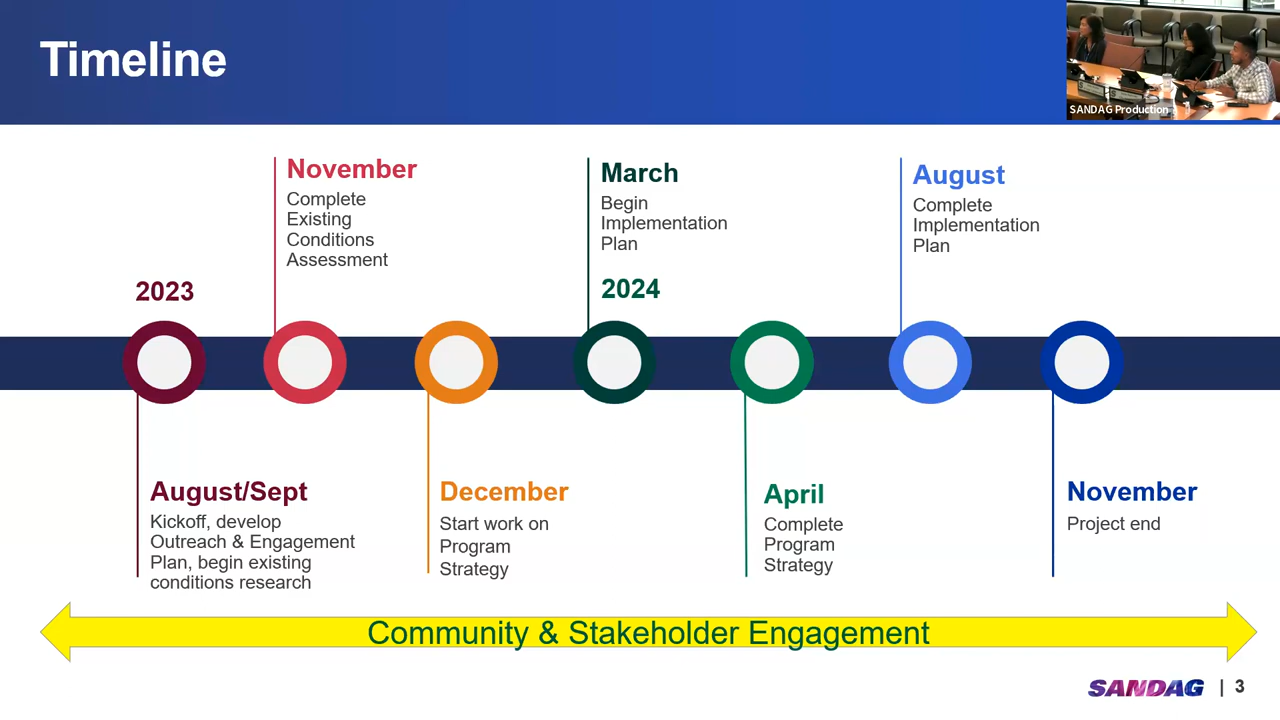 Timeline
SANDAG Production
November
Complete
Existing
Conditions
Assessment
March
Begin
Implementation
Plan
August
Complete
Implementation
Plan
2023
2024
August/Sept
Kickoff, develop
Outreach & Engagement
Plan, begin existing
conditions research
December
Start work on
Program
Strategy
April
Complete
Program
Strategy
November
Project end
Community & Stakeholder Engagement
SANDAG | 3